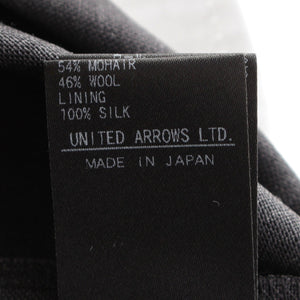 54% MOHAIR
46% WOOL
LINING
100% SILK
UNITED ARROWS LTD.
MADE IN JAPAN